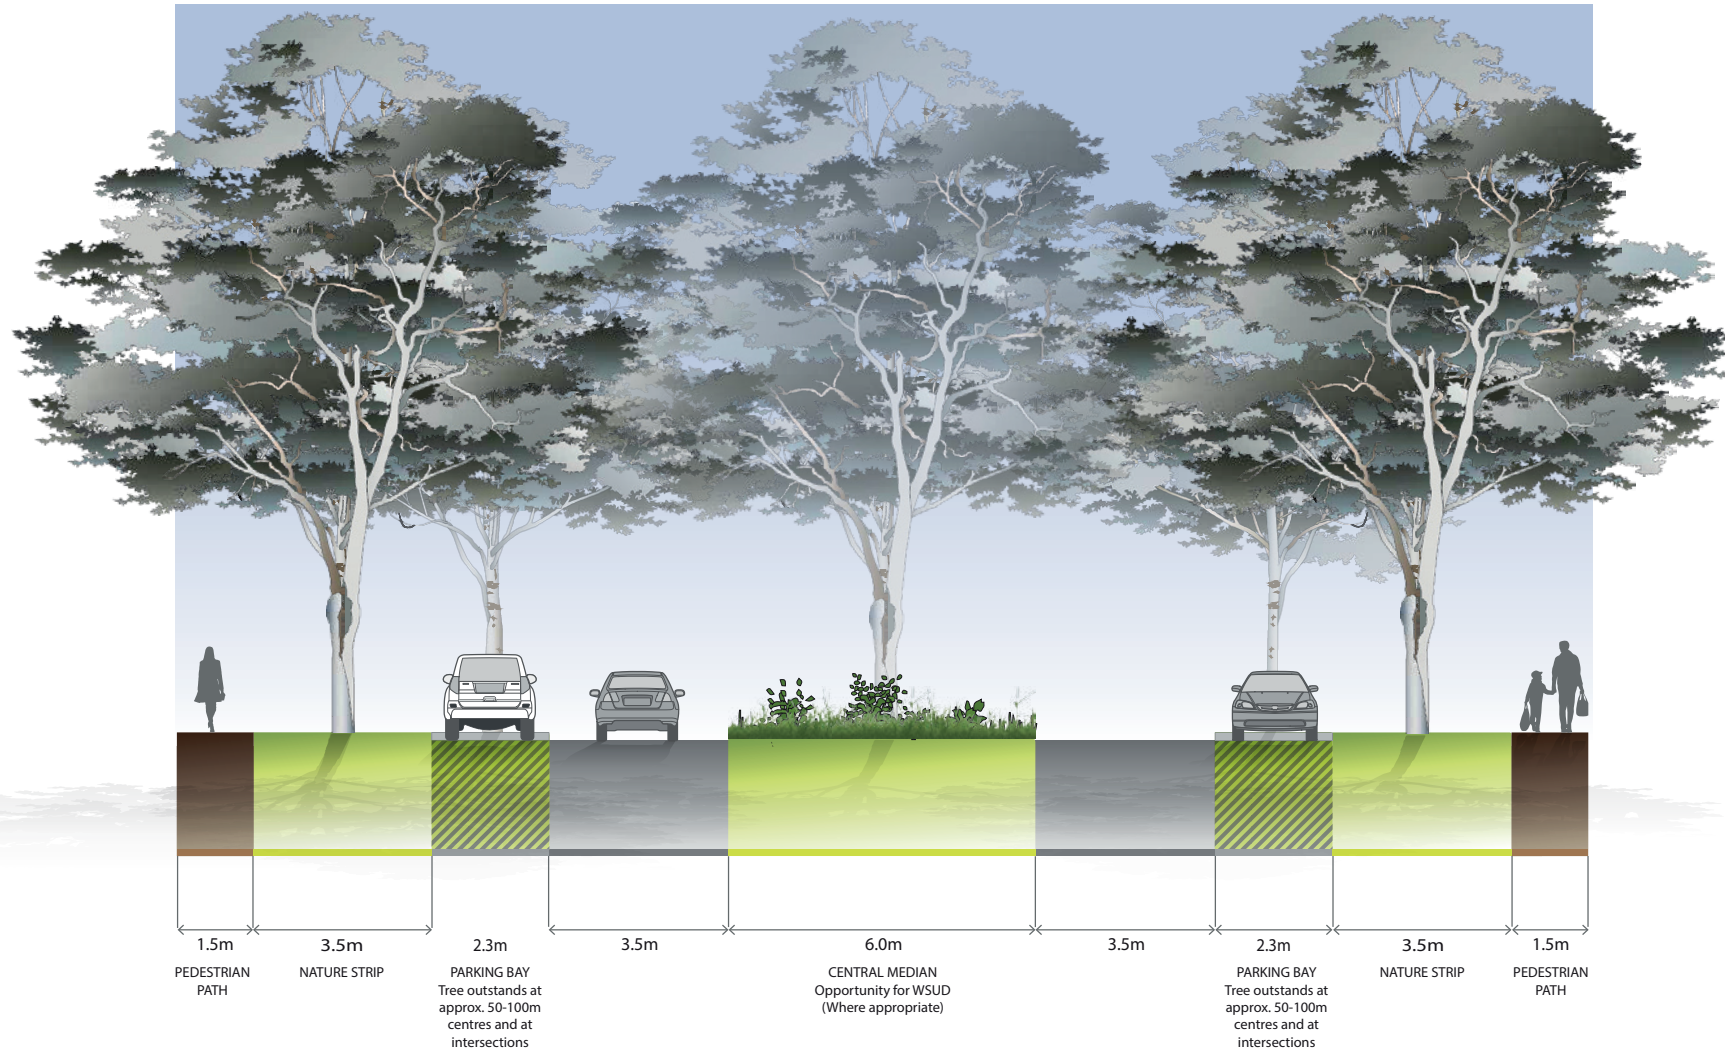 1.5m
3.5m
2.3m
3.5m
6.0m
3.5m
2.3m
3.5m
1.5m
PEDESTRIAN
PATH
NATURE STRIP
PARKING BAY
Tree outstands at
approx. 50-100m
centres and at
intersections
CENTRAL MEDIAN
Opportunity for WSUD
(Where appropriate)
PARKING BAY
Tree outstands at
approx. 50-100m
centres and at
intersections
NATURE STRIP
PEDESTRIAN
PATH